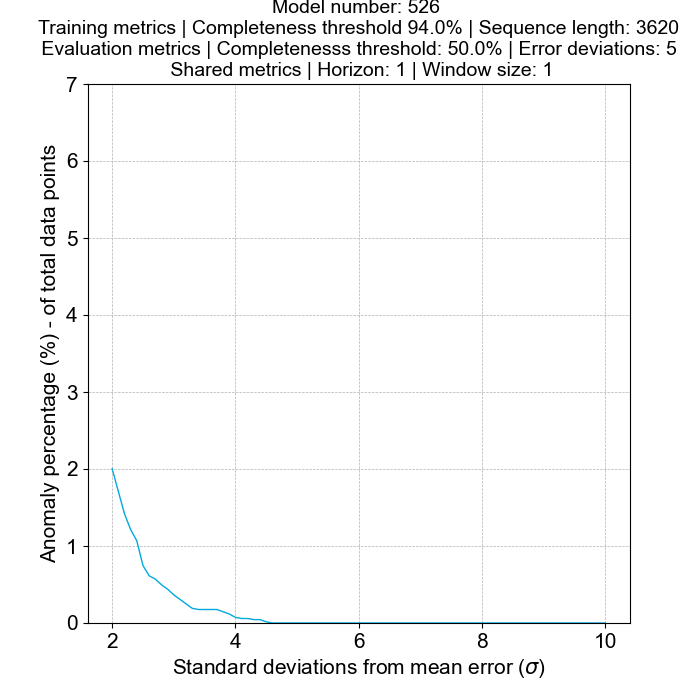 Model number: 526
Training metrics | Completeness threshold 94.0% | Sequence length: 3620
Evaluation metrics | Completenesss threshold: 50.0% | Error deviations: 5
Shared metrics | Horizon: 1 | Window size: 1
Anomaly percentage (%) - of total data points
7
6
5
4
3
2
1
0
2 4 6 8 10
Standard deviations from mean error (σ)